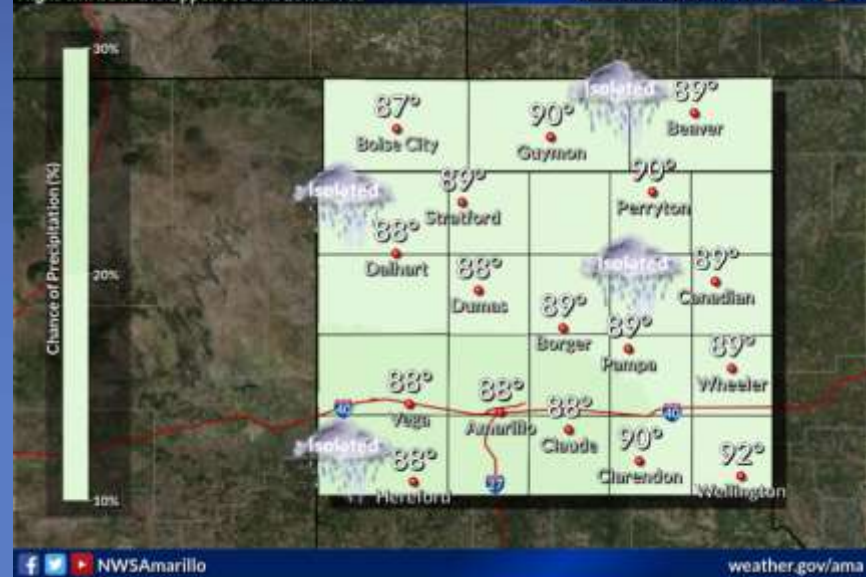 30%
Chance of Precipitation (%)
20%
10%
87°
Boise City
90°
Guymon
Isolated
89°
Beaver
Isolated
89°
Stratford
90°
Perryton
88°
Dalhart
88°
Dumas
Isolated
89°
Canadian
89°
Borger
89°
Pampa
89°
Wheeler
40
88°
Vega
88°
Amarillo
88°
Claude
40
Isolated
88°
Hereford
27
90°
Clarendon
92°
Wellington
NWSAmarillo
weather.gov/ama